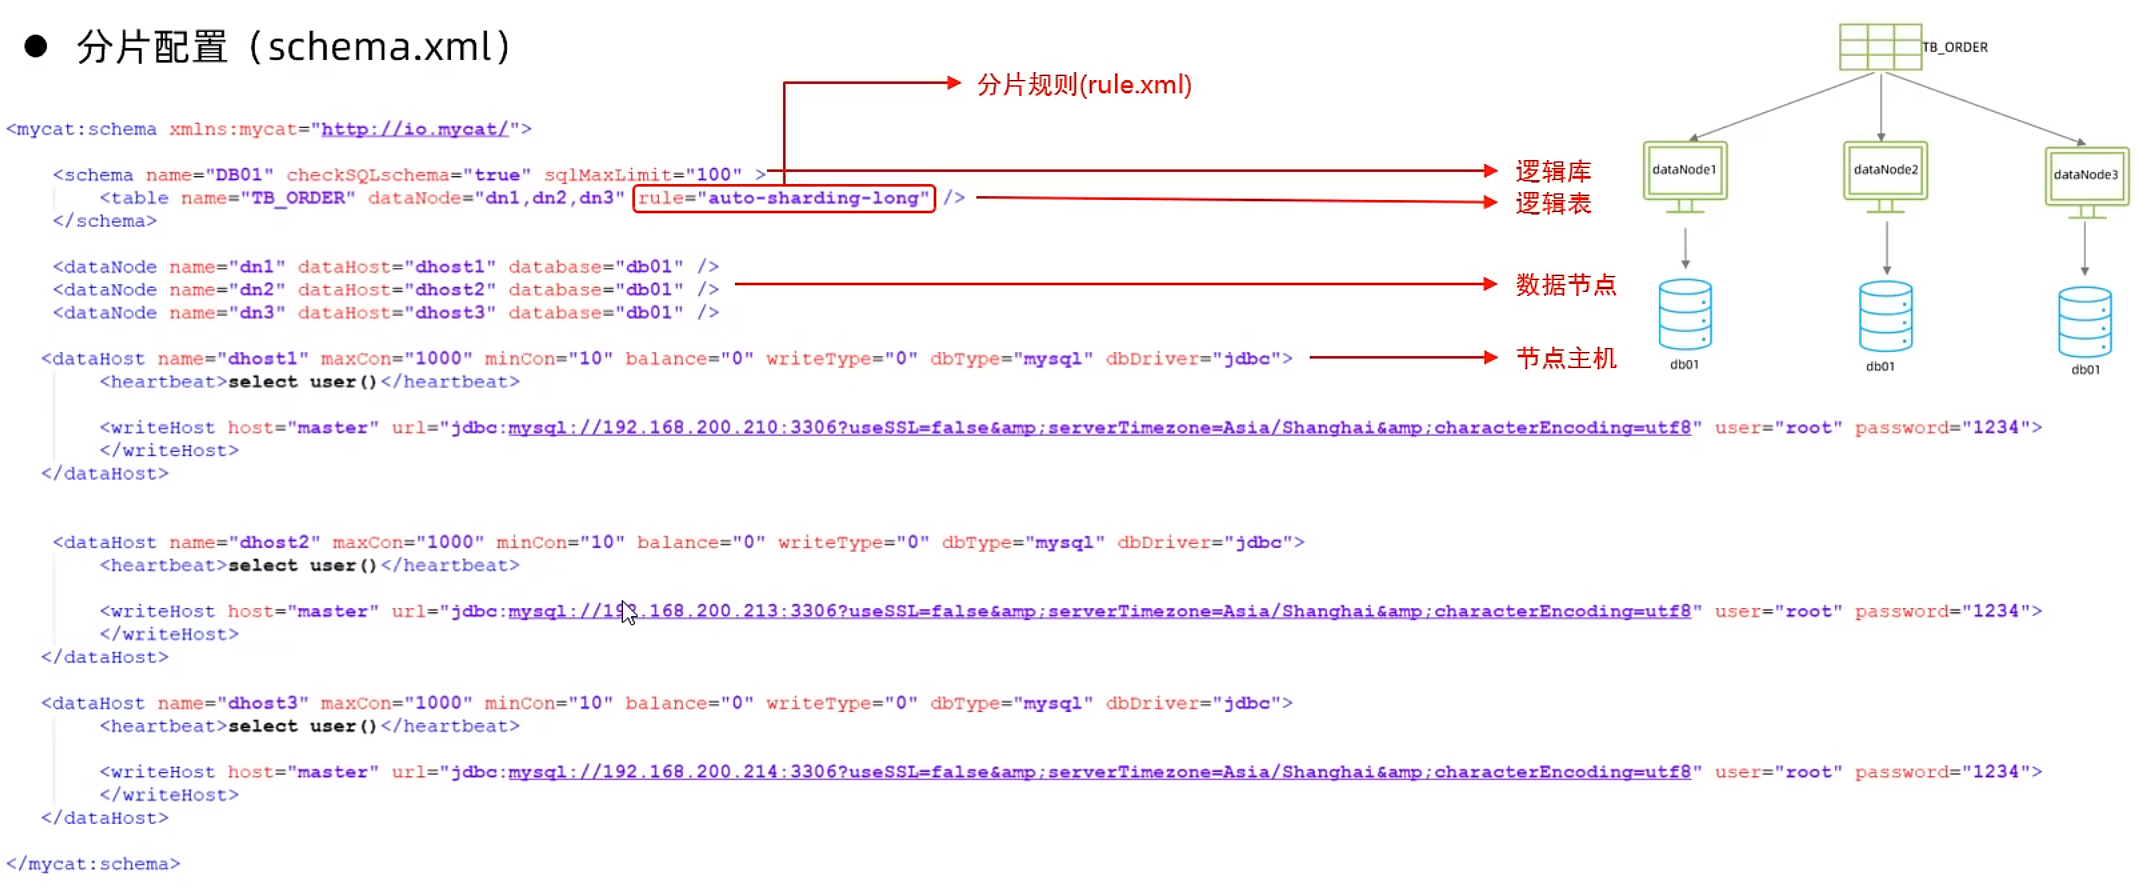 ● 分片配置（schema.xml）
分片规则(rule.xml)
<mycat:schema xmlns:mycat="http://io.mycat/">
<schema name="DB01" checkSQLschema="true" sqlMaxLimit="100" >
逻辑库
<table name="TB_ORDER" dataNode="dn1,dn2,dn3" rule="auto-sharding-long" />
逻辑表
</schema>
<dataNode name="dn1" dataHost="dhost1" database="db01" />
<dataNode name="dn2" dataHost="dhost2" database="db01" />
数据节点
<dataNode name="dn3" dataHost="dhost3" database="db01" />
<dataHost name="dhost1" maxCon="1000" minCon="10" balance="0" writeType="0" dbType="mysql" dbDriver="jdbc">
节点主机
<heartbeat>select user()</heartbeat>
<writeHost host="master" url="jdbc:mysql://192.168.200.210:3306?useSSL=false&amp;serverTimezone=Asia/Shanghai&amp;characterEncoding=utf8" user="root" password="1234">
</writeHost>
</dataHost>
<dataHost name="dhost2" maxCon="1000" minCon="10" balance="0" writeType="0" dbType="mysql" dbDriver="jdbc">
<heartbeat>select user()</heartbeat>
<writeHost host="master" url="jdbc:mysql://192.168.200.213:3306?useSSL=false&amp;serverTimezone=Asia/Shanghai&amp;characterEncoding=utf8" user="root" password="1234">
</writeHost>
</dataHost>
<dataHost name="dhost3" maxCon="1000" minCon="10" balance="0" writeType="0" dbType="mysql" dbDriver="jdbc">
<heartbeat>select user()</heartbeat>
<writeHost host="master" url="jdbc:mysql://192.168.200.214:3306?useSSL=false&amp;serverTimezone=Asia/Shanghai&amp;characterEncoding=utf8" user="root" password="1234">
</writeHost>
</dataHost>
</mycat:schema>
TB_ORDER
dataNode1
dataNode2
dataNode3
db01
db01
db01